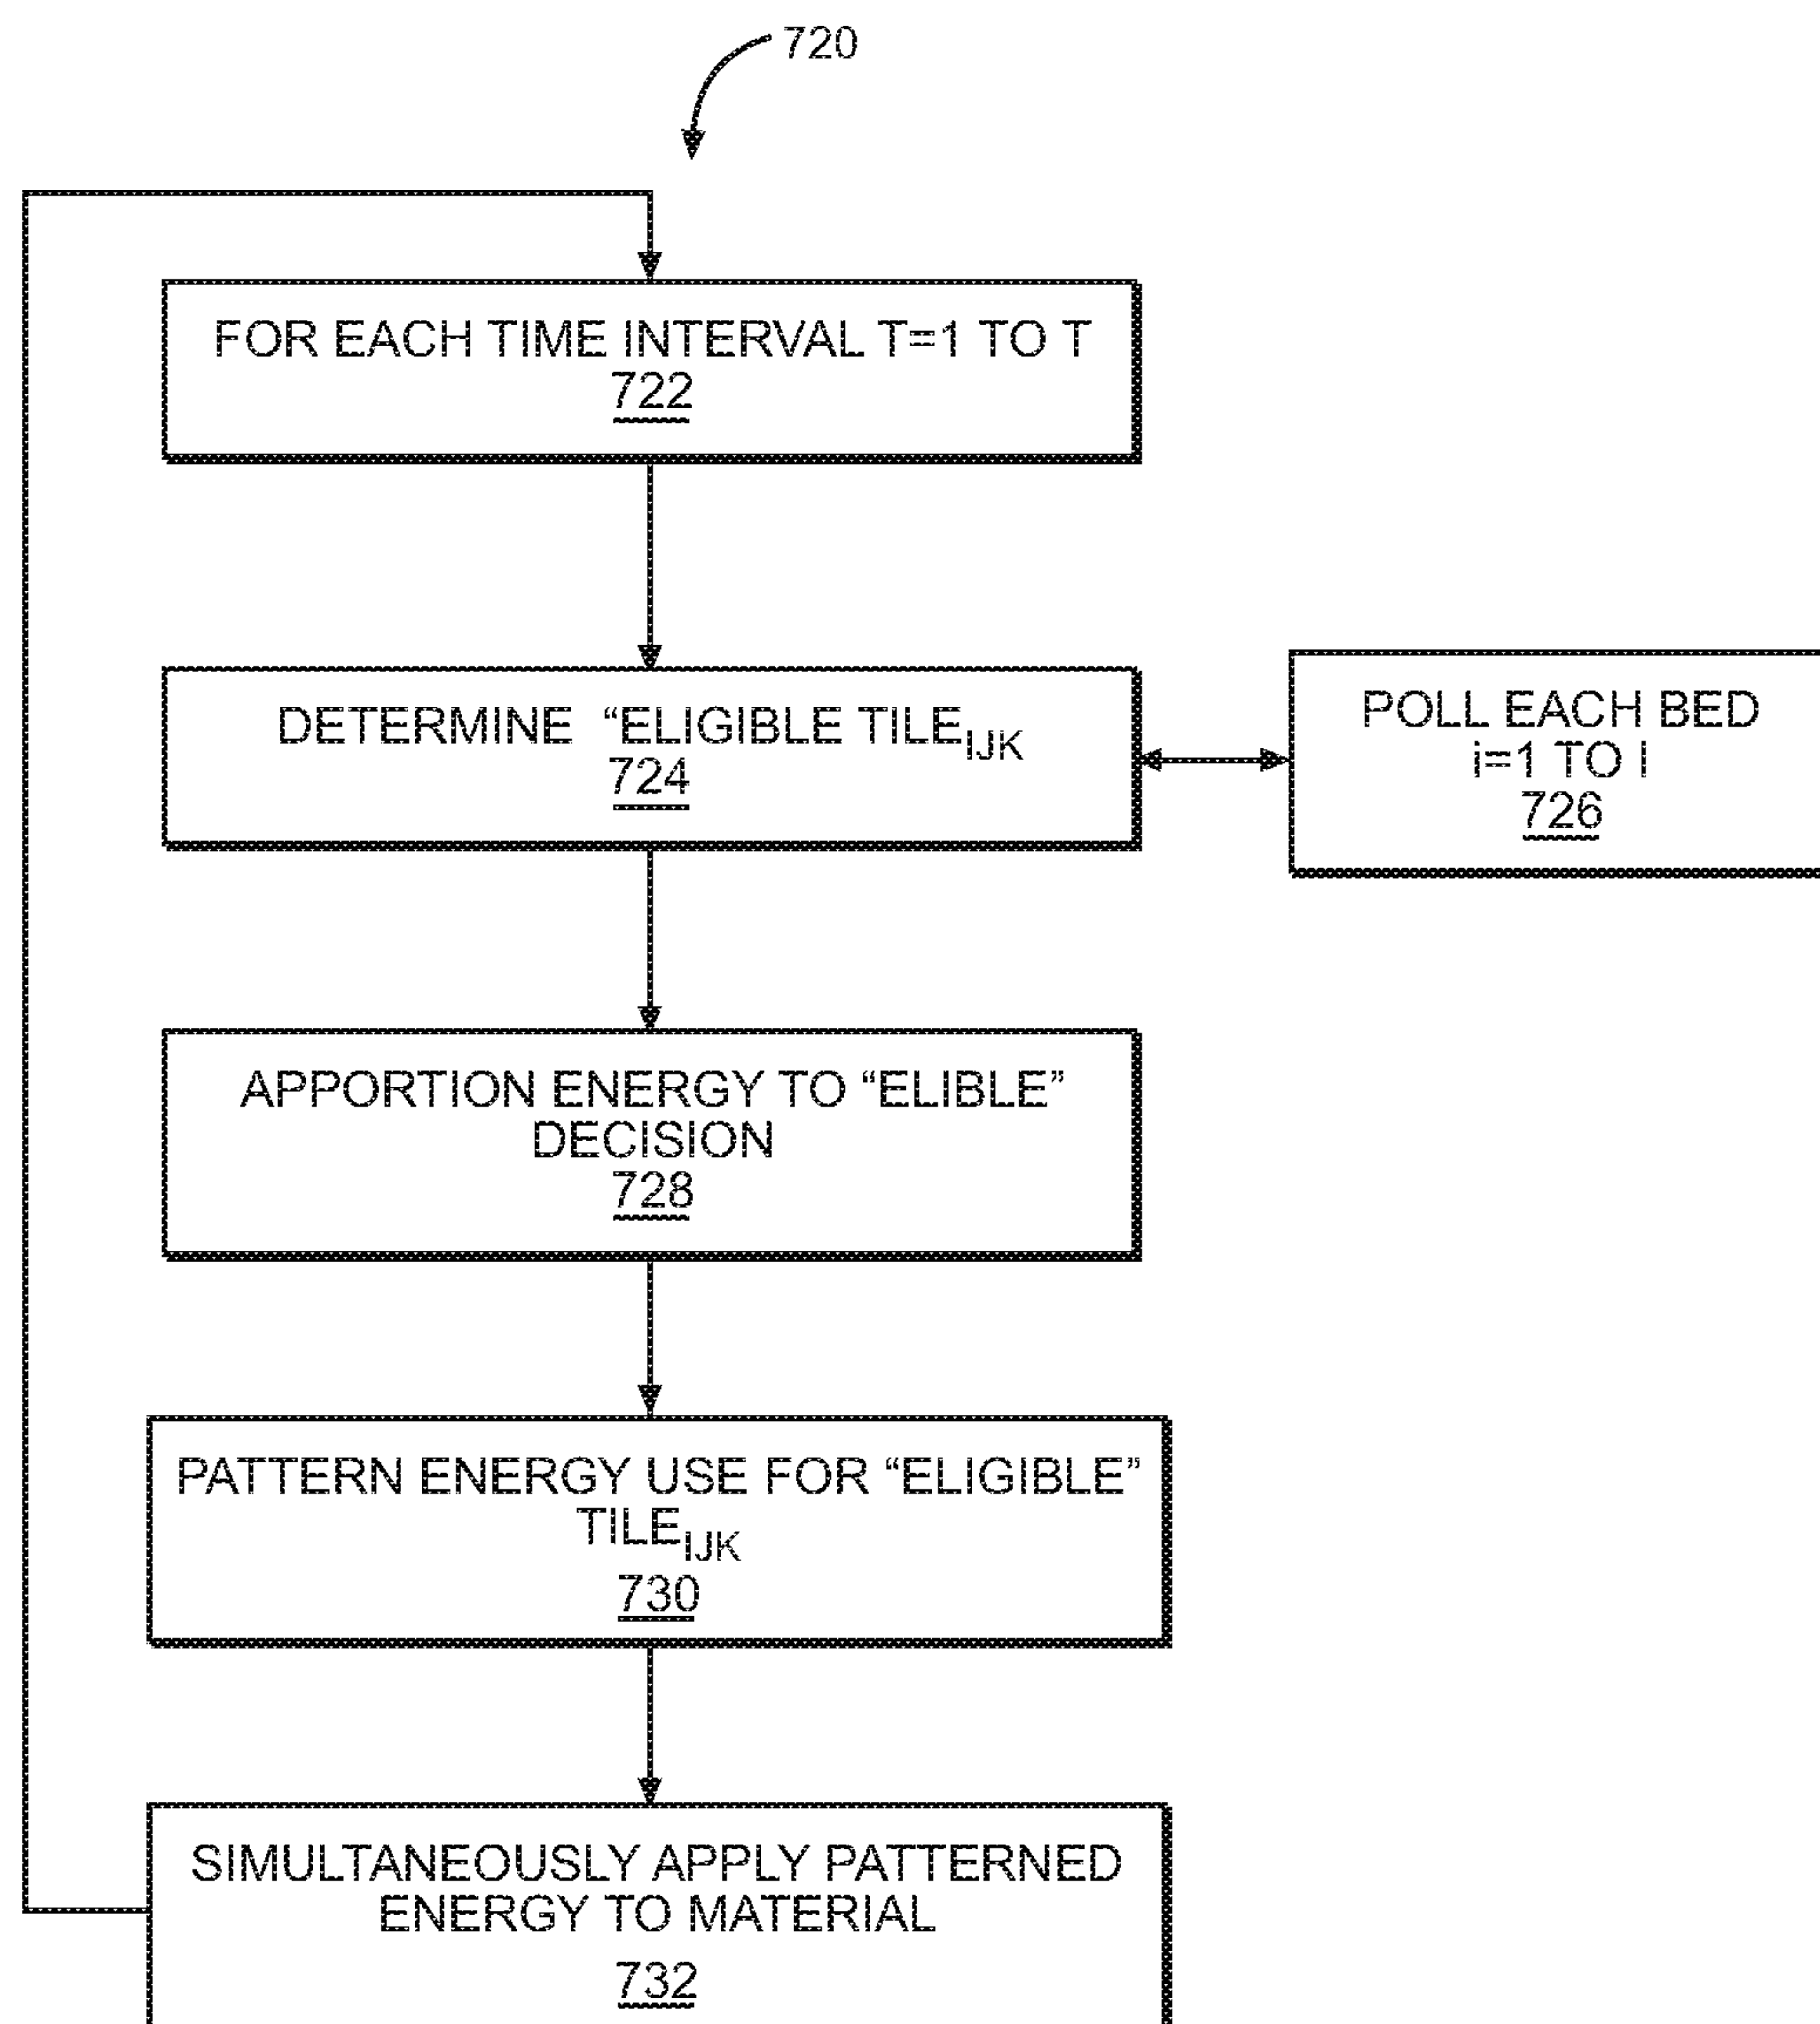 720
FOR EACH TIME INTERVAL T=1 TO T
722
DETERMINE “ELIGIBLE TILEIJK
724
POLL EACH BED
i=1 TO I
726
APPORTION ENERGY TO “ELIBLE”
DECISION
728
PATTERN ENERGY USE FOR “ELIGIBLE”
TILEIJK
730
SIMULTANEOUSLY APPLY PATTERNED
ENERGY TO MATERIAL
732